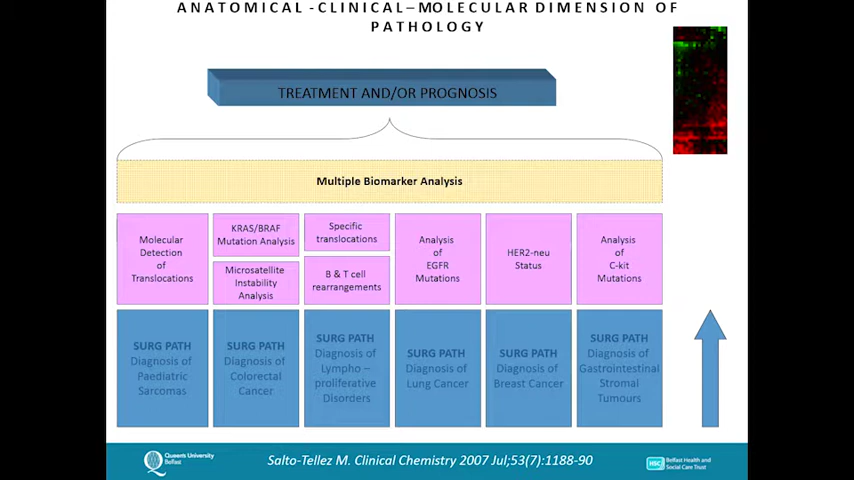 ANATOMICAL -CLINICAL–MOLECULAR DIMENSION OF
PATHOLOGY
TREATMENT AND/OR PROGNOSIS
Multiple Biomarker Analysis
Molecular
Detection
of
Translocations
KRAS/BRAF
Mutation Analysis
Microsatellite
Instability
Analysis
Specific
translocations
B & T cell
rearrangements
Analysis
of
EGFR
Mutations
HER2-neu
Status
Analysis
of
C-kit
Mutations
SURG PATH
Diagnosis of
Paediatric
Sarcomas
SURG PATH
Diagnosis of
Colorectal
Cancer
SURG PATH
Diagnosis of
Lympho –
proliferative
Disorders
SURG PATH
Diagnosis of
Lung Cancer
SURG PATH
Diagnosis of
Breast Cancer
SURG PATH
Diagnosis of
Gastrointestinal
Stromal
Tumours
Queen's University
Belfast
Salto-Tellez M. Clinical Chemistry 2007 Jul;53(7):1188-90
HSC
Belfast Health and
Social Care Trust